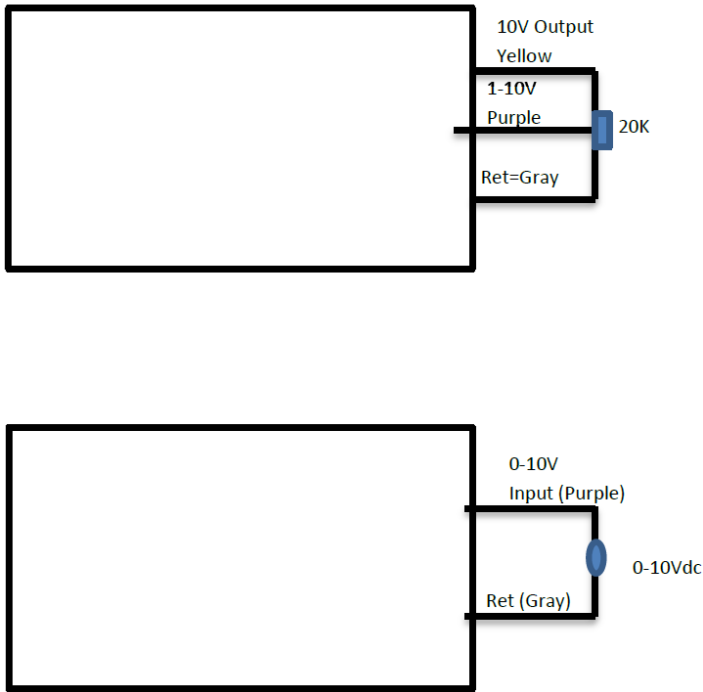 10V Output
Yellow
1-10V
Purple
20K
Ret=Gray
0-10V
Input (Purple)
0-10Vdc
Ret (Gray)